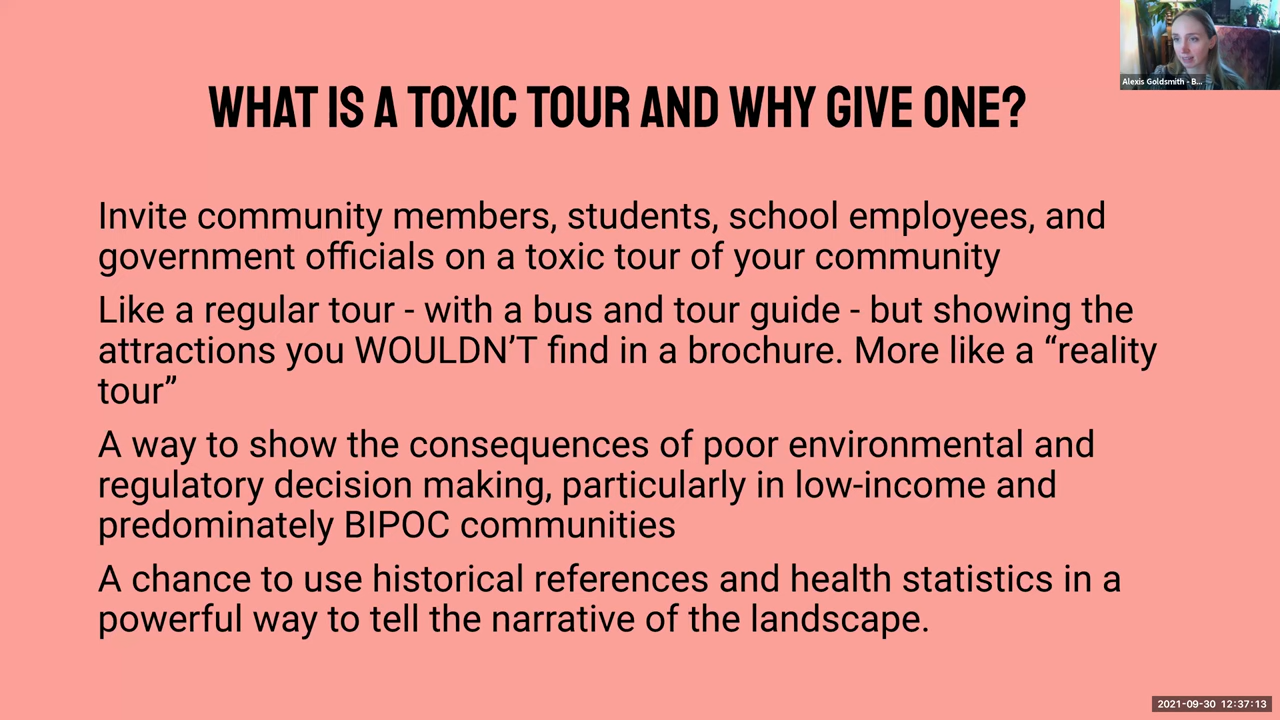 Alexis Goldsmith - B...
WHAT IS A TOXIC TOUR AND WHY GIVE ONE?
Invite community members, students, school employees, and
government officials on a toxic tour of your community
Like a regular tour - with a bus and tour guide - but showing the
attractions you WOULDN’T find in a brochure. More like a “reality
tour”
A way to show the consequences of poor environmental and
regulatory decision making, particularly in low-income and
predominately BIPOC communities
A chance to use historical references and health statistics in a
powerful way to tell the narrative of the landscape.
2021-09-30 12:37:13